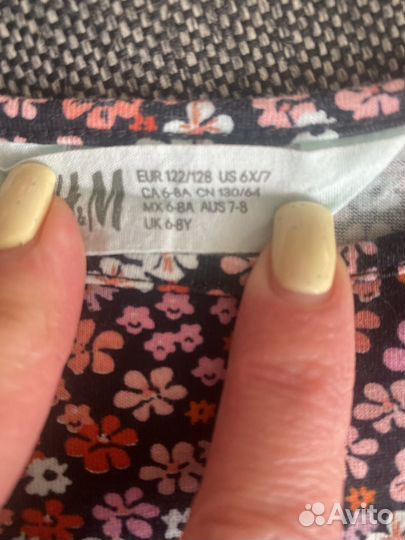 H&M
EUR 122/128 US 6X/7
CA 6-8A CN 130/64
MX 6-8A AUS 7-8
UK 6-8Y
Avito